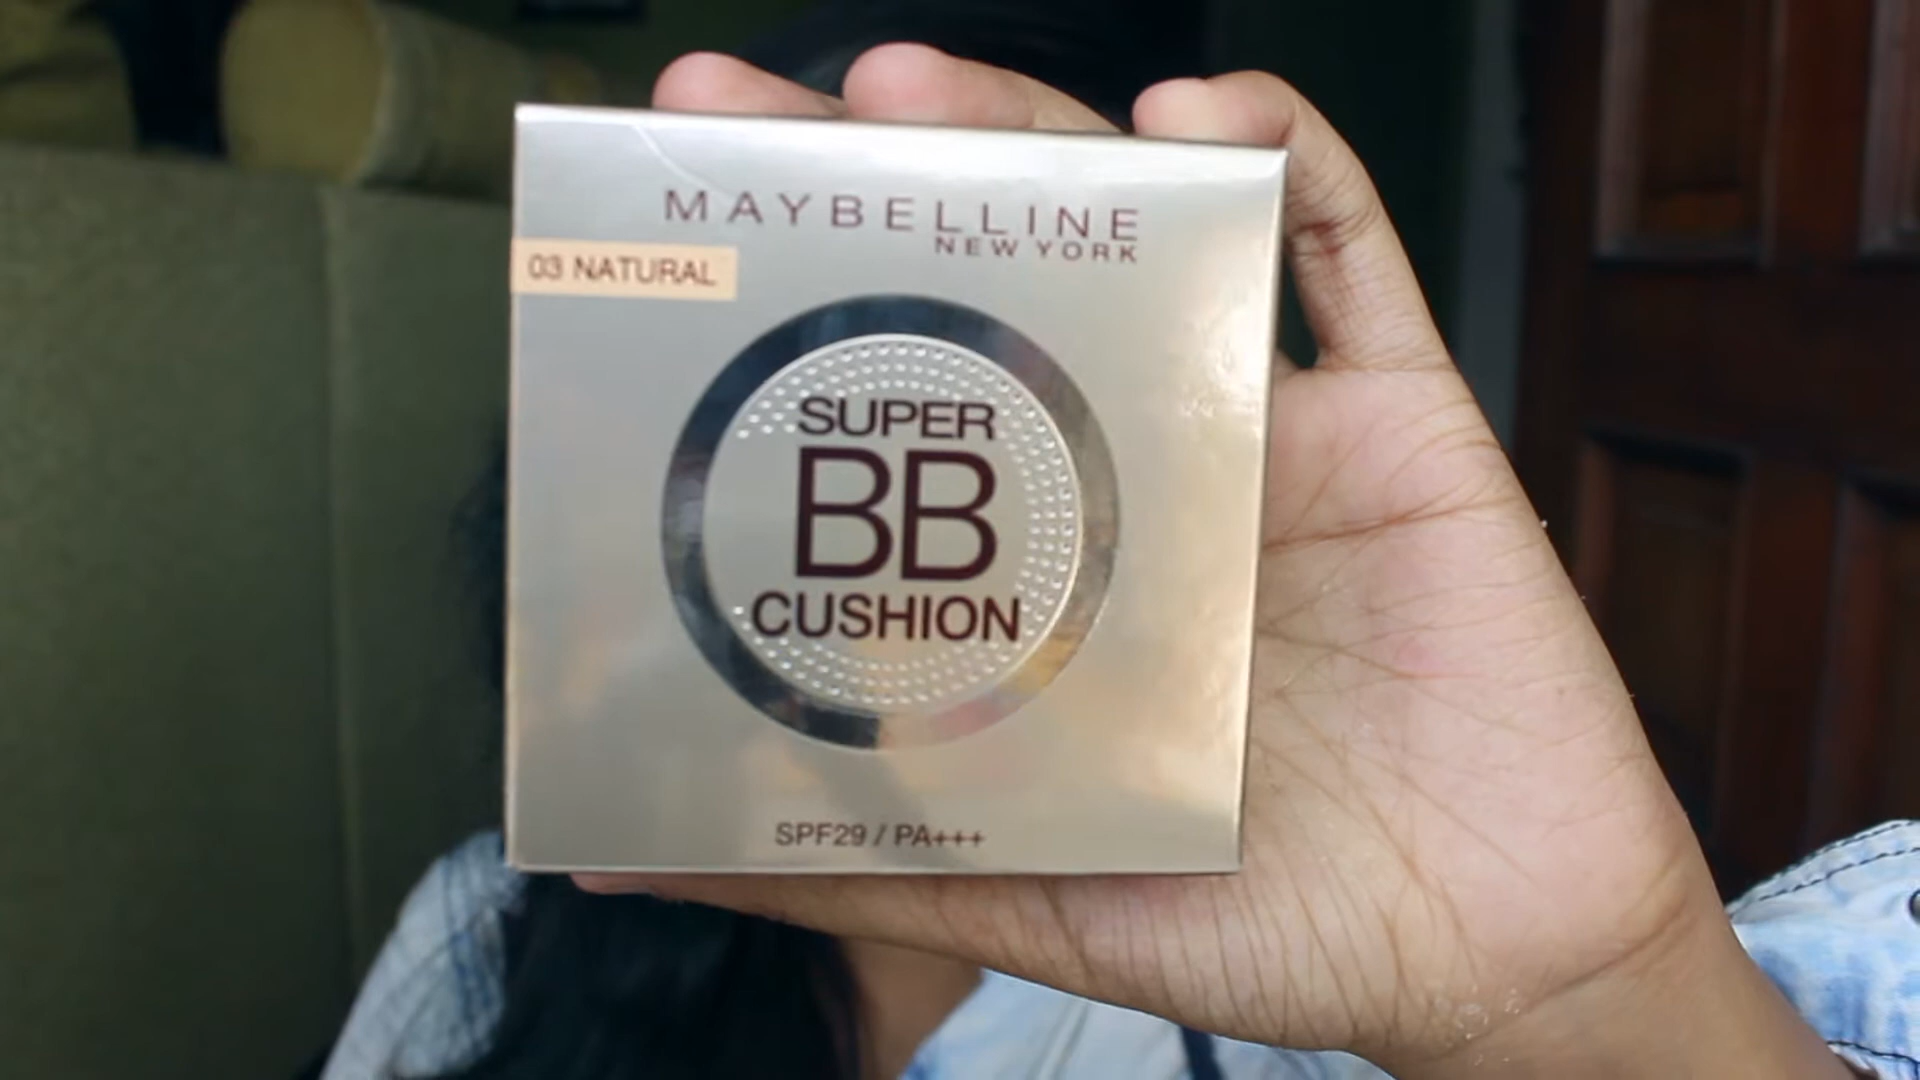 MAYBELLINE
NEW YORK
03 NATURAL
SUPER
BB
CUSHION
SPF29 / PA+++